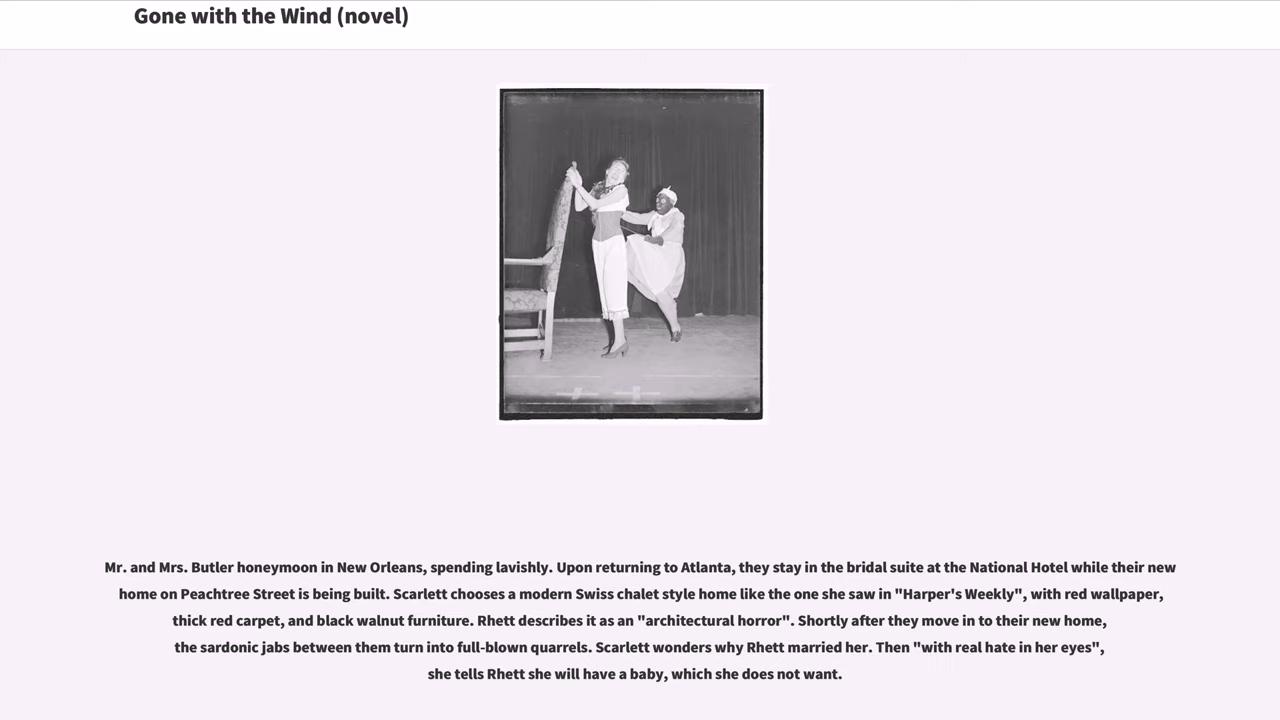 Gone with the Wind (novel)
Mr. and Mrs. Butler honeymoon in New Orleans, spending lavishly. Upon returning to Atlanta, they stay in the bridal suite at the National Hotel while their new
home on Peachtree Street is being built. Scarlett chooses a modern Swiss chalet style home like the one she saw in "Harper's Weekly", with red wallpaper,
thick red carpet, and black walnut furniture. Rhett describes it as an "architectural horror". Shortly after they move in to their new home,
the sardonic jabs between them turn into full-blown quarrels. Scarlett wonders why Rhett married her. Then "with real hate in her eyes",
she tells Rhett she will have a baby, which she does not want.